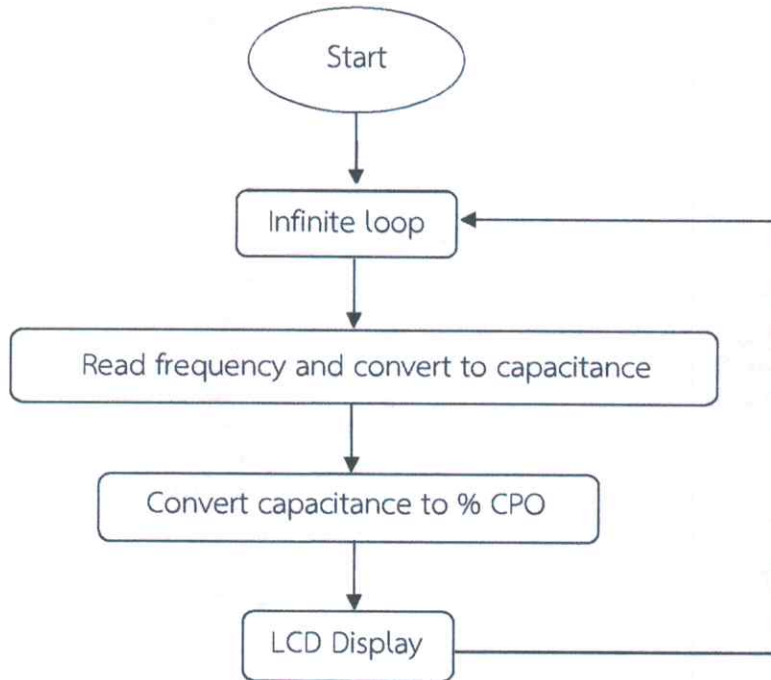 Start
Infinite loop
Read frequency and convert to capacitance
Convert capacitance to % CPO
LCD Display